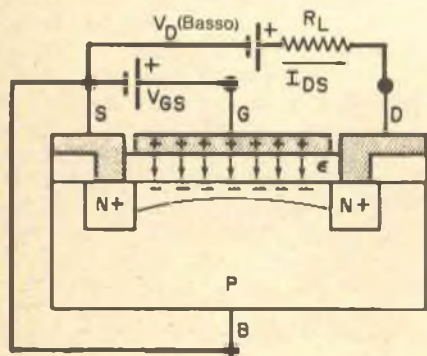 V_D (Basso) + R_L
+ V_GS I_DS
S G D
+ + + + + + + ϵ
− − − − − − −
N+ N+
P
B